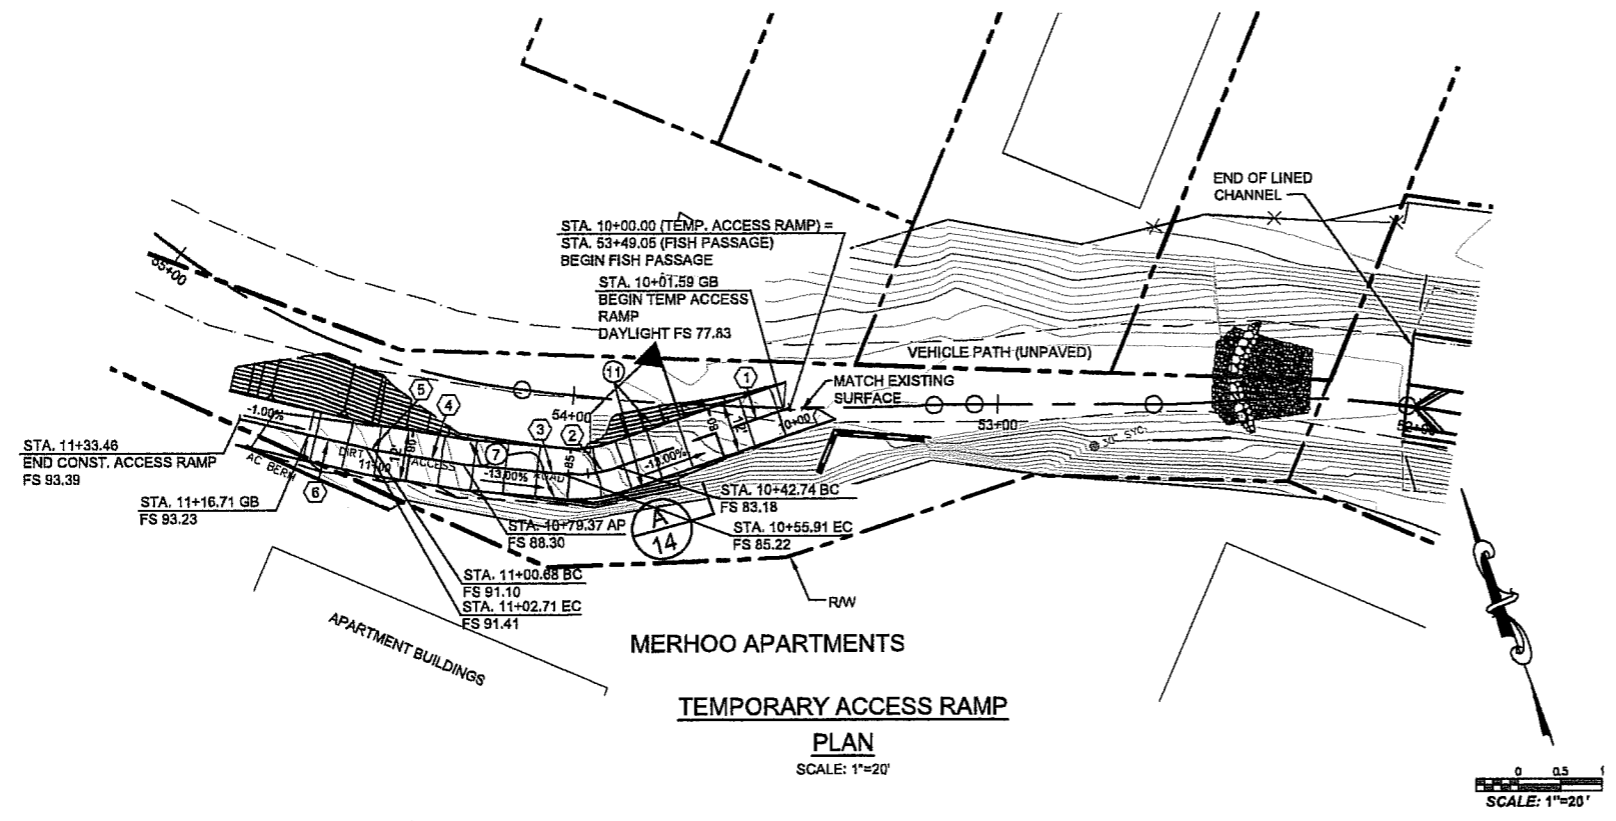 END OF LINED
CHANNEL
STA. 10+00.00 (TEMP. ACCESS RAMP) =
STA. 53+49.05 (FISH PASSAGE)
BEGIN FISH PASSAGE
STA. 10+01.59 GB
BEGIN TEMP ACCESS
RAMP
DAYLIGHT FS 77.83
55+00
VEHICLE PATH (UNPAVED)
MATCH EXISTING
SURFACE
11
1
5
4
54+00
3
2
10+00
53+00
52+00
30" SYC.
-1.00%
7
-13.00%
-13.00%
DIRT ACCESS ROAD
11+00
85
AC BERM
6
STA. 11+33.46
END CONST. ACCESS RAMP
FS 93.39
STA. 11+16.71 GB
FS 93.23
STA. 10+42.74 BC
FS 83.18
STA. 10+55.91 EC
FS 85.22
A
14
STA. 10+79.37 AP
FS 88.30
STA. 11+00.68 BC
FS 91.10
STA. 11+02.71 EC
FS 91.41
R/W
APARTMENT BUILDINGS
MERHOO APARTMENTS
TEMPORARY ACCESS RAMP
PLAN
SCALE: 1"=20'
0 0.5 1
SCALE: 1"=20'